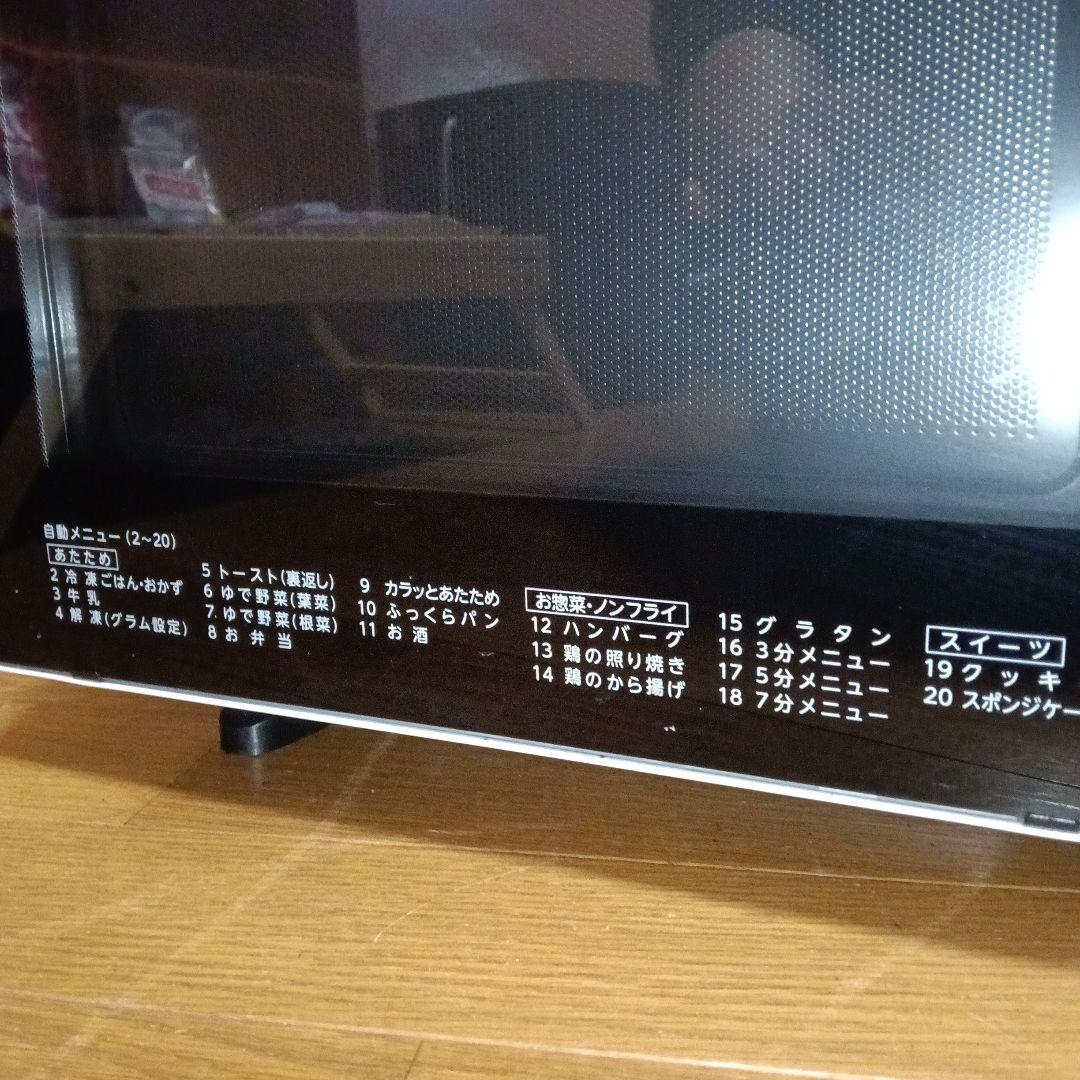 自動メニュー(2~20)
あたため
2 冷凍ごはん・おかず
3 牛乳
4 解凍(グラム設定)
5 トースト(裏返し)
6 ゆで野菜(葉菜)
7 ゆで野菜(根菜)
8 お弁当
9 カラッとあたため
10 ふっくらパン
11 お酒
お惣菜・ノンフライ
12 ハンバーグ
13 鶏の照り焼き
14 鶏のから揚げ
15 グラタン
16 3分メニュー
17 5分メニュー
18 7分メニュー
スイーツ
19 クッキ
20 スポンジケー